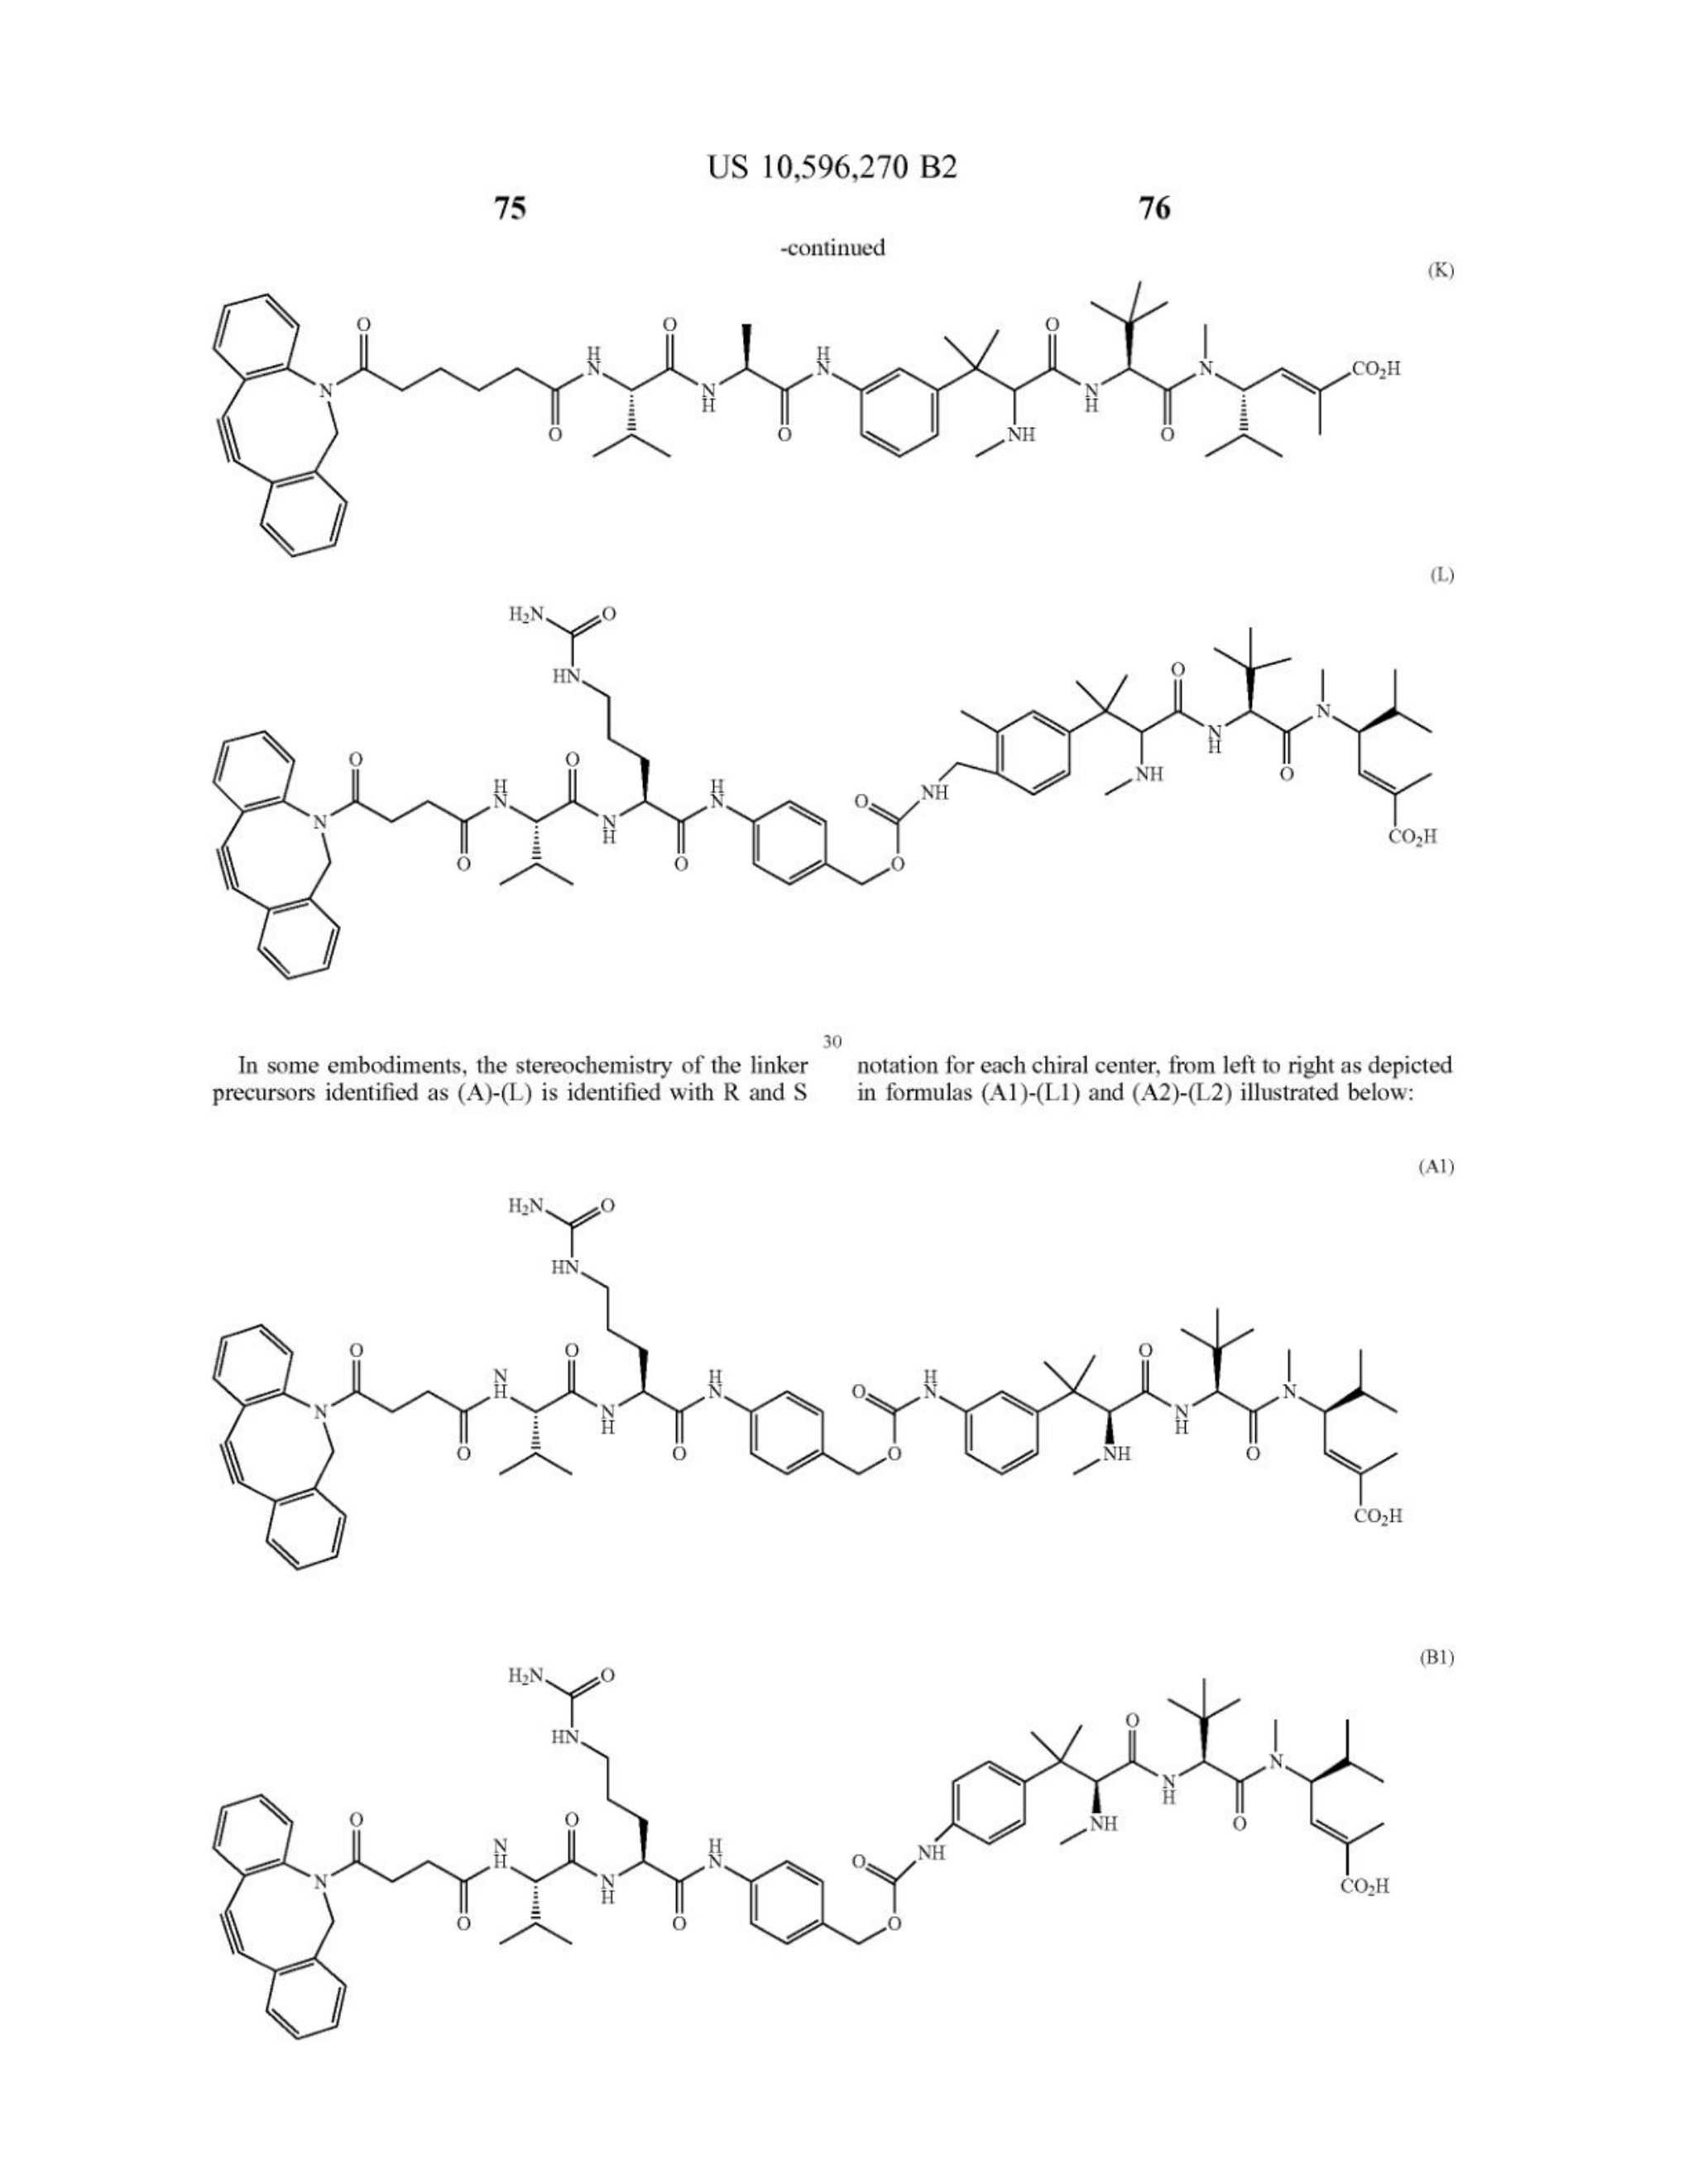 US 10,596,270 B2
75
76
-continued
(K)
O
O
H
N
H
N
O
H
N
CO₂H
N
N
H
N
H
O
O
NH
O
(L)
H₂N
O
HN
O
O
N
O
H
N
O
H
N
N
H
N
H
NH
O
NH
O
CO₂H
N
O
O
O
30
In some embodiments, the stereochemistry of the linker
precursors identified as (A)-(L) is identified with R and S
notation for each chiral center, from left to right as depicted
in formulas (A1)-(L1) and (A2)-(L2) illustrated below:
(A1)
H₂N
O
HN
O
N
H
O
H
N
O
H
N
O
N
N
N
H
N
H
O
O
O
NH
O
CO₂H
(B1)
H₂N
O
HN
O
N
N
H
O
NH
CO₂H
O
N
H
O
H
N
O
NH
N
N
H
O
O
O